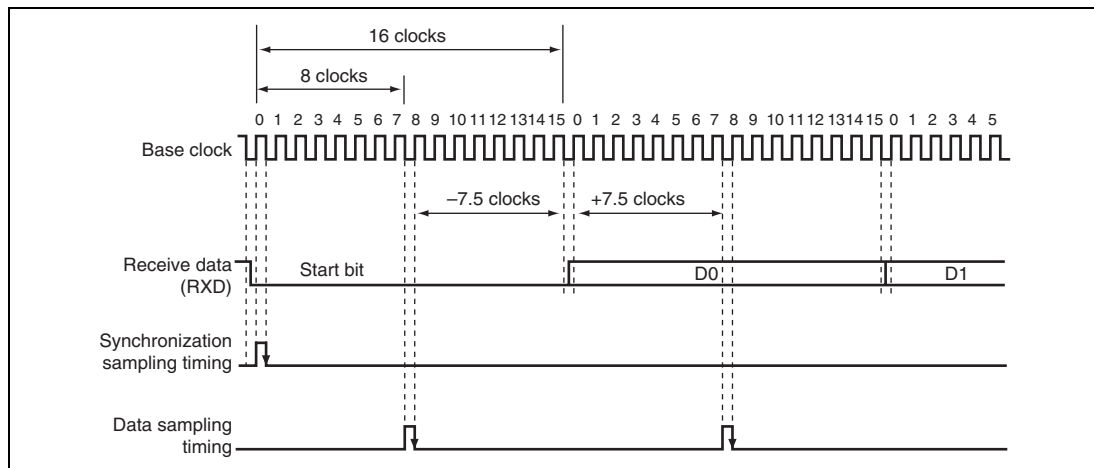 16 clocks
8 clocks
0 1 2 3 4 5 6 7 8 9 10 11 12 13 14 15 0 1 2 3 4 5 6 7 8 9 10 11 12 13 14 15 0 1 2 3 4 5
Base clock
–7.5 clocks +7.5 clocks
Receive data
(RXD)
Start bit D0 D1
Synchronization
sampling timing
Data sampling
timing